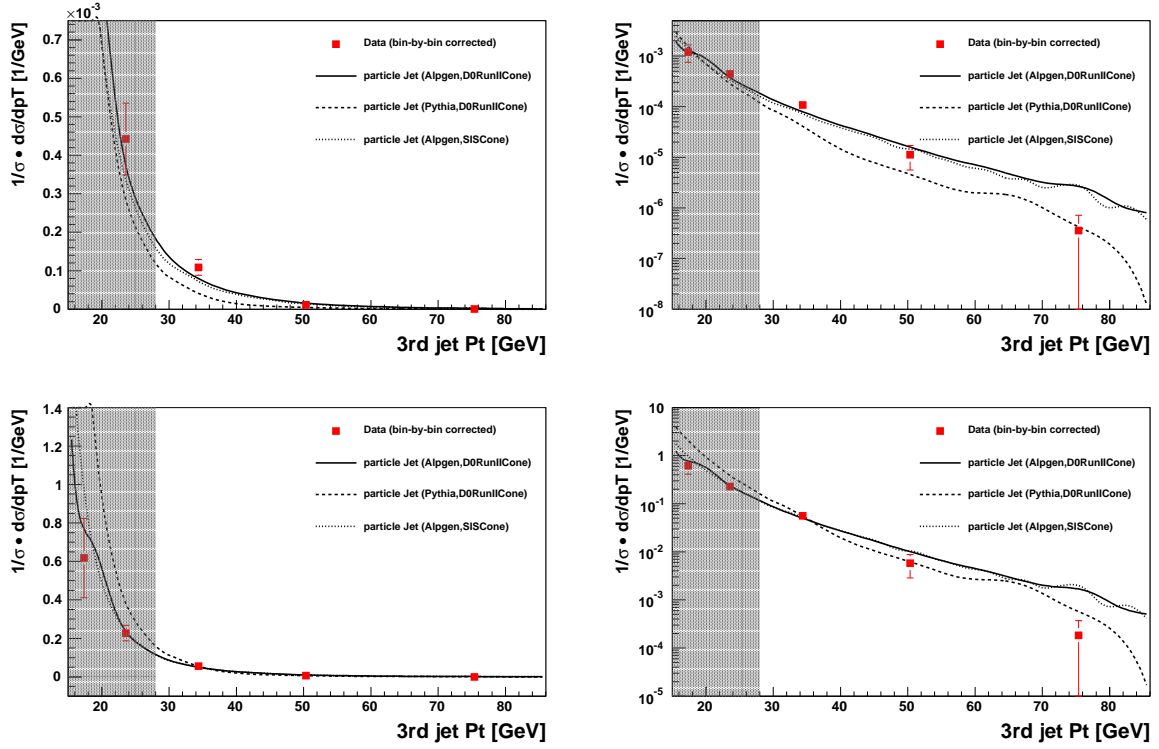 ×10⁻³
1/σ • dσ/dpT [1/GeV]
0.7
0.6
0.5
0.4
0.3
0.2
0.1
0
20 30 40 50 60 70 80
3rd jet Pt [GeV]
Data (bin-by-bin corrected)
particle Jet (Alpgen,D0RunIICone)
particle Jet (Pythia,D0RunIICone)
particle Jet (Alpgen,SISCone)
1/σ • dσ/dpT [1/GeV]
10⁻³
10⁻⁴
10⁻⁵
10⁻⁶
10⁻⁷
10⁻⁸
20 30 40 50 60 70 80
3rd jet Pt [GeV]
Data (bin-by-bin corrected)
particle Jet (Alpgen,D0RunIICone)
particle Jet (Pythia,D0RunIICone)
particle Jet (Alpgen,SISCone)
1/σ • dσ/dpT [1/GeV]
1.4
1.2
1
0.8
0.6
0.4
0.2
0
20 30 40 50 60 70 80
3rd jet Pt [GeV]
Data (bin-by-bin corrected)
particle Jet (Alpgen,D0RunIICone)
particle Jet (Pythia,D0RunIICone)
particle Jet (Alpgen,SISCone)
1/σ • dσ/dpT [1/GeV]
10
1
10⁻¹
10⁻²
10⁻³
10⁻⁴
10⁻⁵
20 30 40 50 60 70 80
3rd jet Pt [GeV]
Data (bin-by-bin corrected)
particle Jet (Alpgen,D0RunIICone)
particle Jet (Pythia,D0RunIICone)
particle Jet (Alpgen,SISCone)